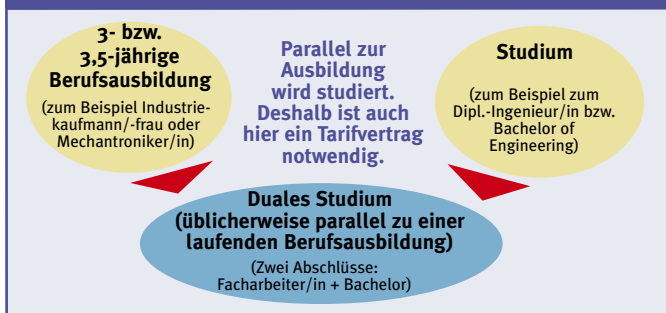 3- bzw.
3,5-jährige
Berufsausbildung
(zum Beispiel Industrie-
kaufmann/-frau oder
Mechantroniker/in)
Parallel zur
Ausbildung
wird studiert.
Deshalb ist auch
hier ein Tarifvertrag
notwendig.
Studium
(zum Beispiel zum
Dipl.-Ingenieur/in bzw.
Bachelor of
Engineering)
Duales Studium
(üblicherweise parallel zu einer
laufenden Berufsausbildung)
(Zwei Abschlüsse:
Facharbeiter/in + Bachelor)